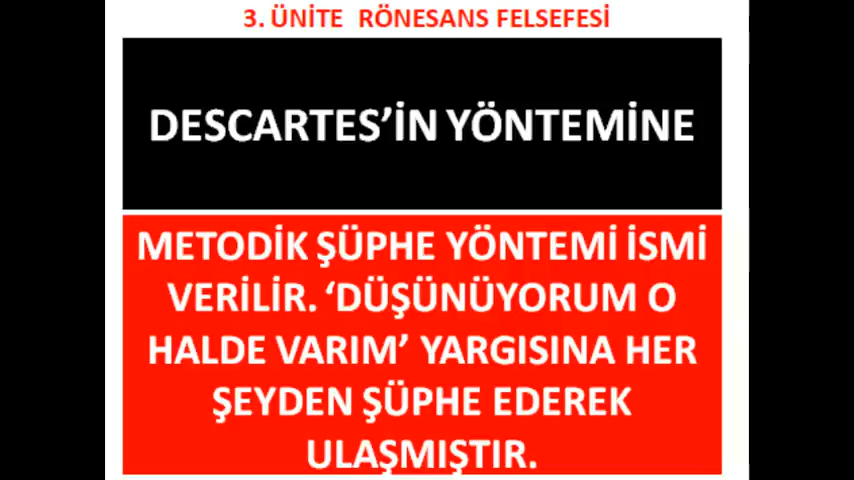 3. ÜNİTE RÖNESANS FELSEFESİ
DESCARTES’İN YÖNTEMİNE
METODİK ŞÜPHE YÖNTEMİ İSMİ
VERİLİR. ‘DÜŞÜNÜYORUM O
HALDE VARIM’ YARGISINA HER
ŞEYDEN ŞÜPHE EDEREK
ULAŞMIŞTIR.